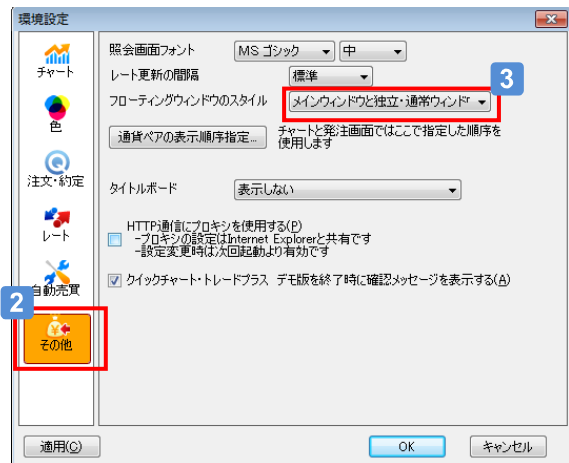 環境設定
チャート
色
注文・約定
レート
自動売買
2
その他
照会画面フォント MS ゴシック 中
レート更新の間隔 標準
3
フローティングウィンドウのスタイル メインウィンドウと独立・通常ウィンド
通貨ペアの表示順序指定... チャートと発注画面ではここで指定した順序を
使用します
タイトルボード 表示しない
HTTP通信にプロキシを使用する(P)
-プロキシの設定はInternet Explorerと共有です
-設定変更時は次回起動より有効です
クイックチャート・トレードプラス デモ版を終了時に確認メッセージを表示する(A)
適用(C) OK キャンセル